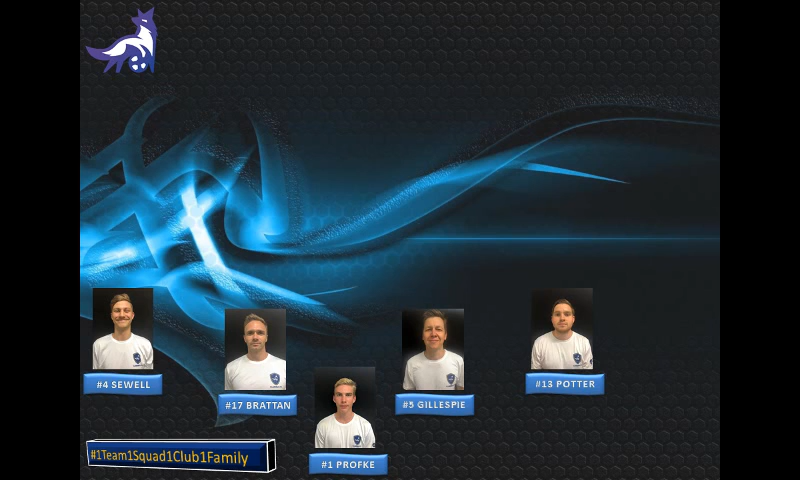 #4 SEWELL
#17 BRATTAN
#5 GILLESPIE
#13 POTTER
#1 PROFKE
#1Team1Squad1Club1Family